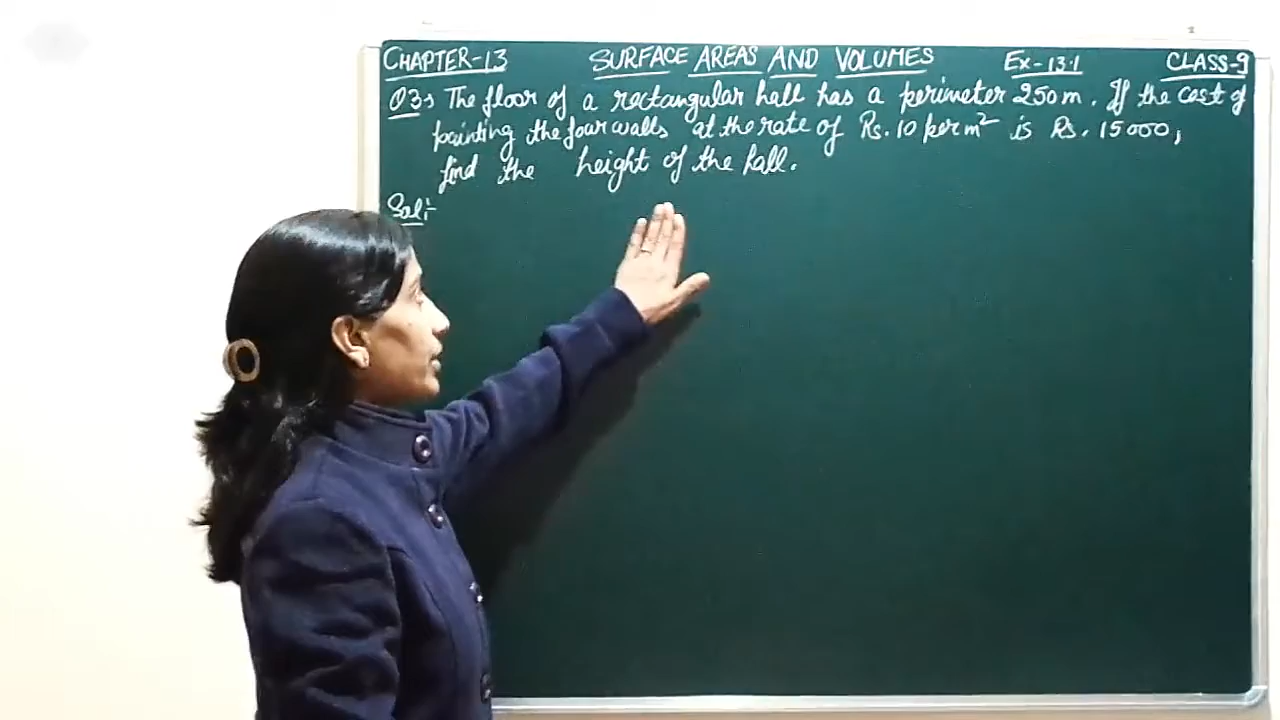 CHAPTER-13 SURFACE AREAS AND VOLUMES Ex-13.1 CLASS-9
Q3:) The floor of a rectangular hall has a perimeter 250m. If the cost of
painting the four walls at the rate of Rs. 10 per m² is Rs. 15000,
find the height of the hall.
Sol:-